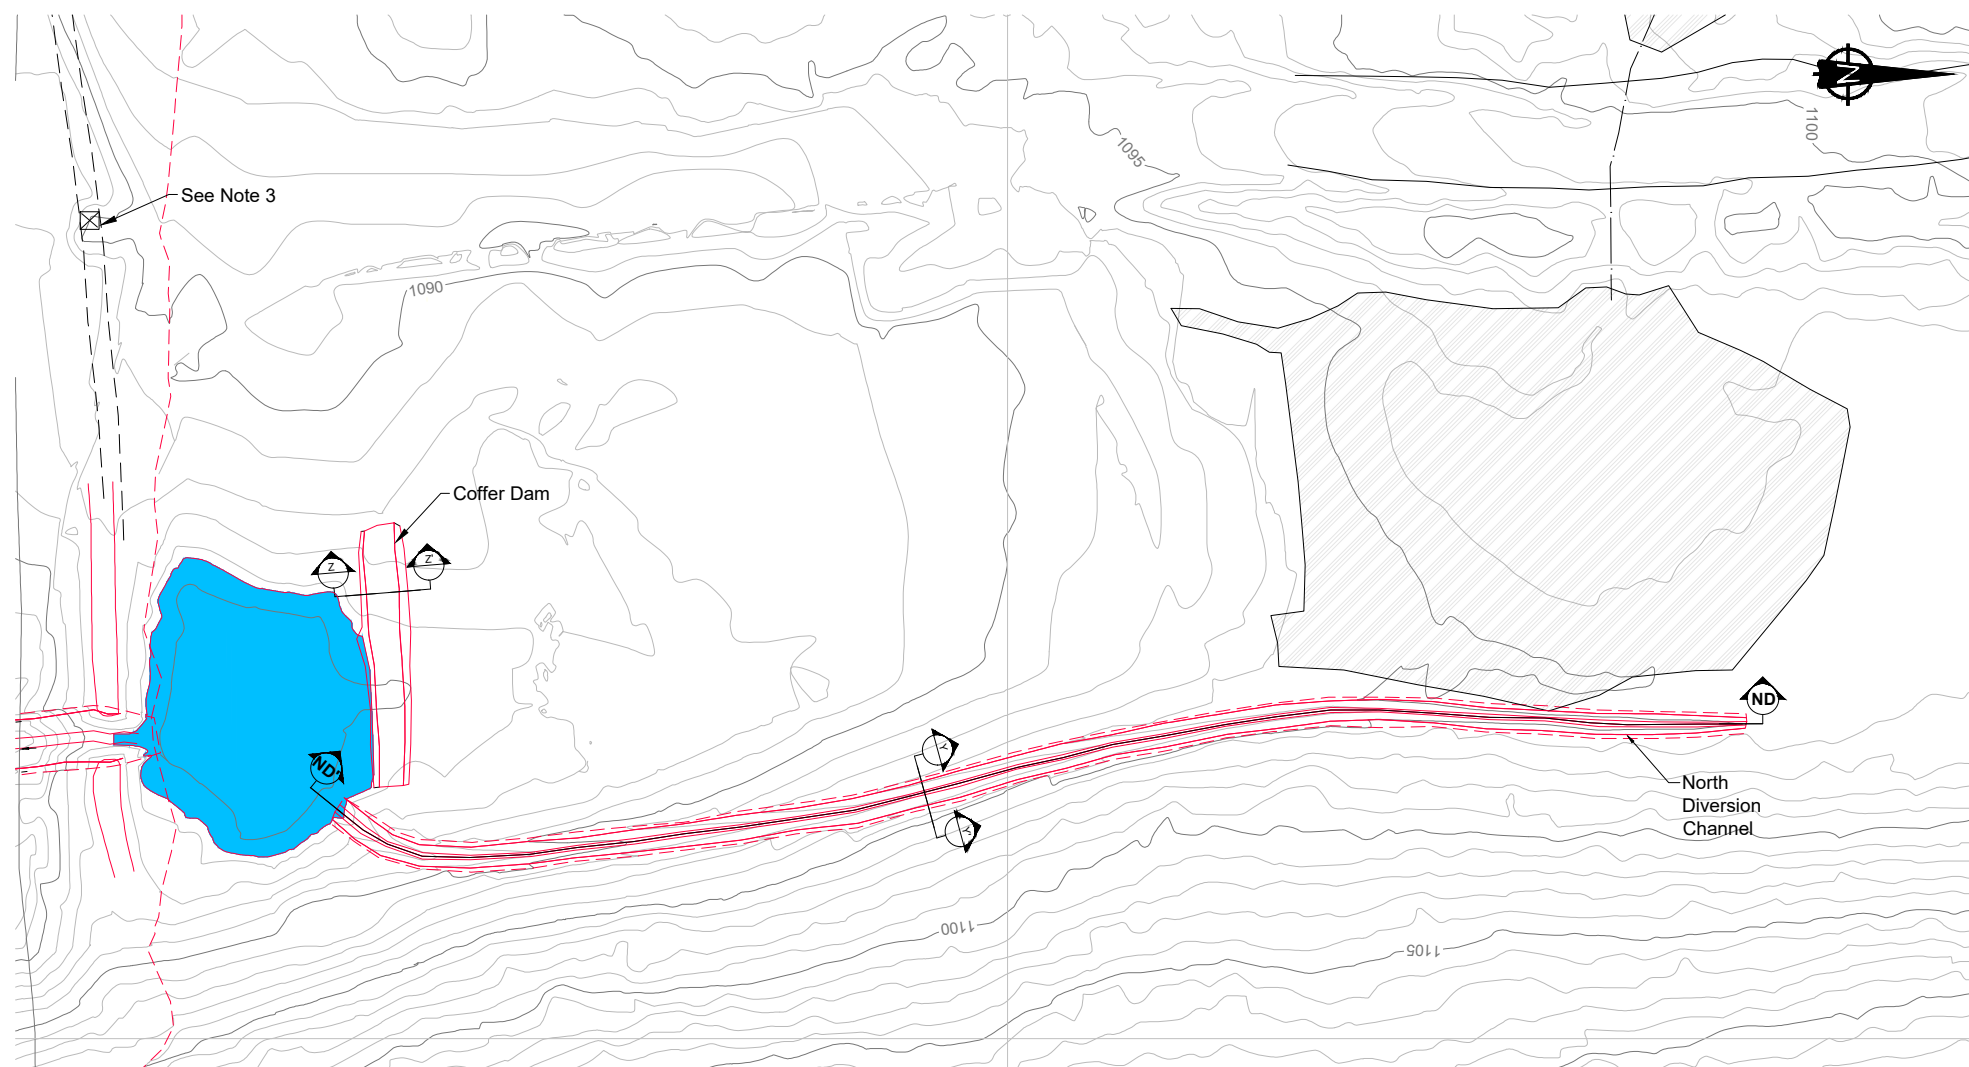 N
1100
1095
See Note 3
1090
Coffer Dam
Z
Z'
ND
ND'
Y
Y'
North
Diversion
Channel
1100
1105